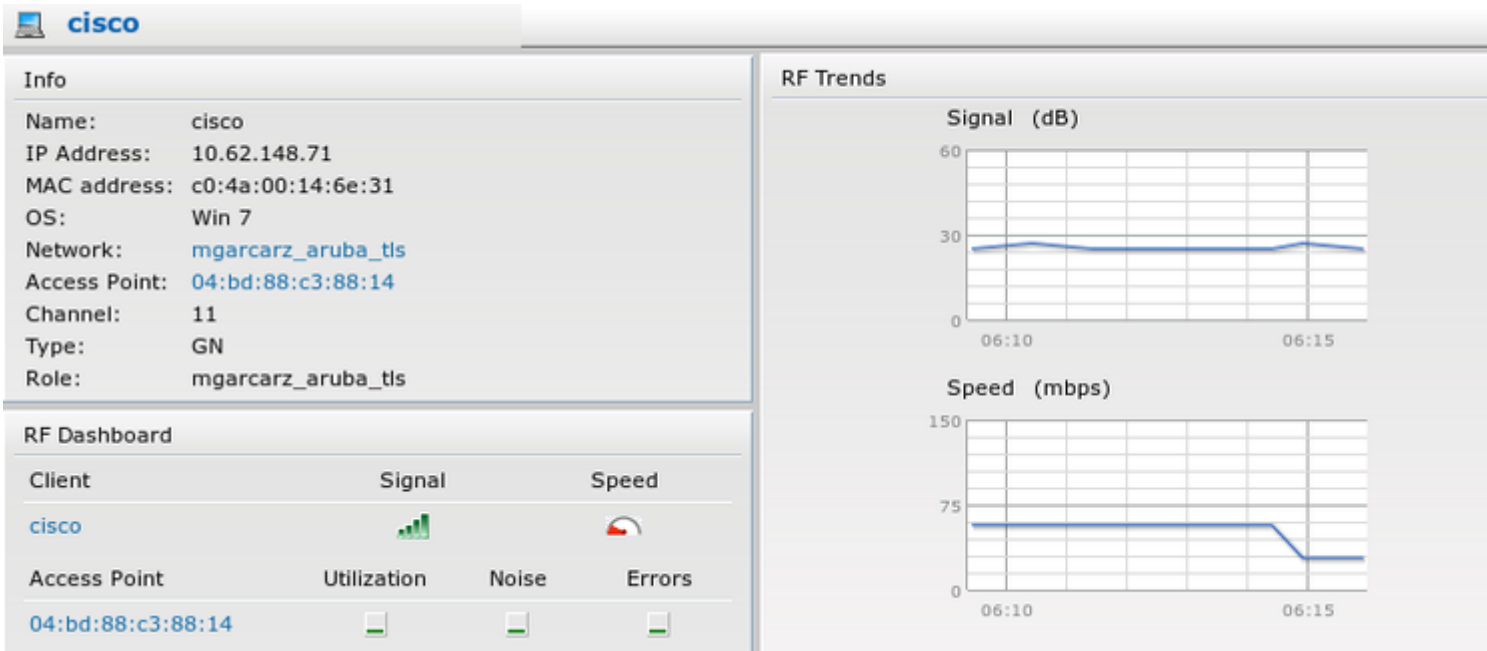 cisco
Info
Name: cisco
IP Address: 10.62.148.71
MAC address: c0:4a:00:14:6e:31
OS: Win 7
Network: mgarcarz_aruba_tls
Access Point: 04:bd:88:c3:88:14
Channel: 11
Type: GN
Role: mgarcarz_aruba_tls
RF Dashboard
Client Signal Speed
cisco
Access Point Utilization Noise Errors
04:bd:88:c3:88:14
RF Trends
Signal (dB)
60
30
0
06:10 06:15
Speed (mbps)
150
75
0
06:10 06:15